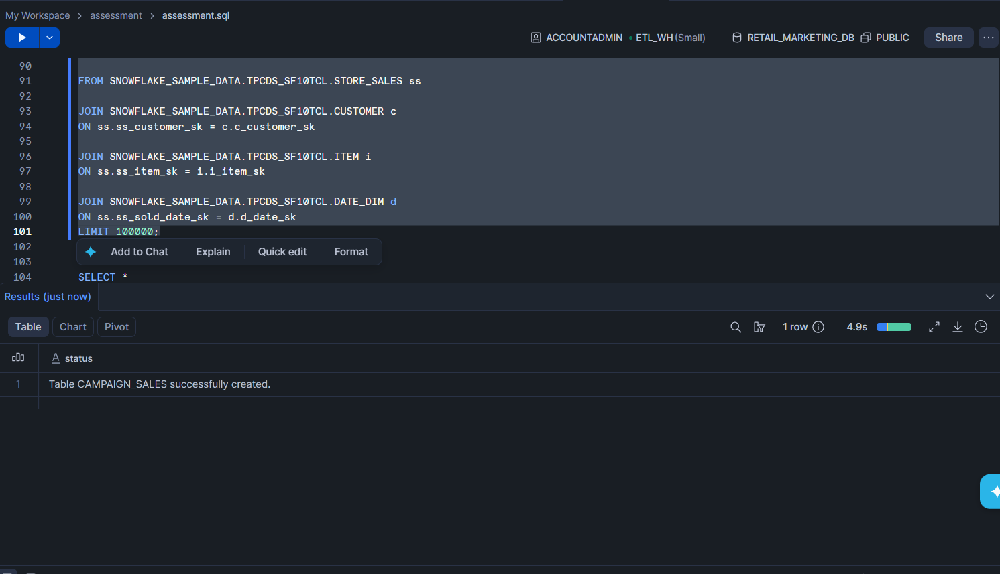 My Workspace > assessment > assessment.sql
ACCOUNTADMIN ETL_WH (Small) RETAIL_MARKETING_DB PUBLIC Share ...
90
91 FROM SNOWFLAKE_SAMPLE_DATA.TPCDS_SF10TCL.STORE_SALES ss
92
93 JOIN SNOWFLAKE_SAMPLE_DATA.TPCDS_SF10TCL.CUSTOMER c
94 ON ss.ss_customer_sk = c.c_customer_sk
95
96 JOIN SNOWFLAKE_SAMPLE_DATA.TPCDS_SF10TCL.ITEM i
97 ON ss.ss_item_sk = i.i_item_sk
98
99 JOIN SNOWFLAKE_SAMPLE_DATA.TPCDS_SF10TCL.DATE_DIM d
100 ON ss.ss_sold_date_sk = d.d_date_sk
101 LIMIT 100000;
102 Add to Chat Explain Quick edit Format
103
104 SELECT *
Results (just now)
Table Chart Pivot 1 row 4.9s
A status
1 Table CAMPAIGN_SALES successfully created.